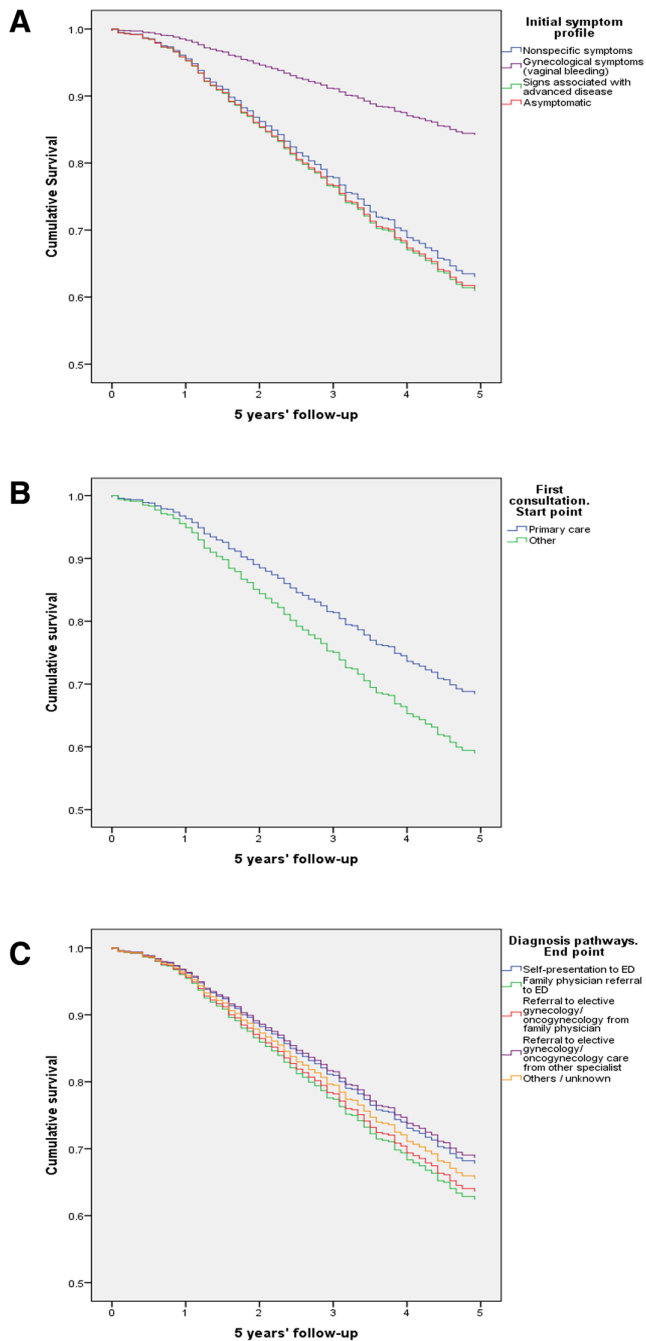 A
Initial symptom
profile
Nonspecific symptoms
Gynecological symptoms
(vaginal bleeding)
Signs associated with
advanced disease
Asymptomatic
Cumulative Survival
1.0
0.9
0.8
0.7
0.6
0.5
0 1 2 3 4 5
5 years' follow-up
B
First
consultation.
Start point
Primary care
Other
Cumulative survival
1.0
0.9
0.8
0.7
0.6
0.5
0 1 2 3 4 5
5 years' follow-up
C
Diagnosis pathways.
End point
Self-presentation to ED
Family physician referral
to ED
Referral to elective
gynecology/
oncogynecology from
family physician
Referral to elective
gynecology/
oncogynecology care
from other specialist
Others / unknown
Cumulative survival
1.0
0.9
0.8
0.7
0.6
0.5
0 1 2 3 4 5
5 years' follow-up